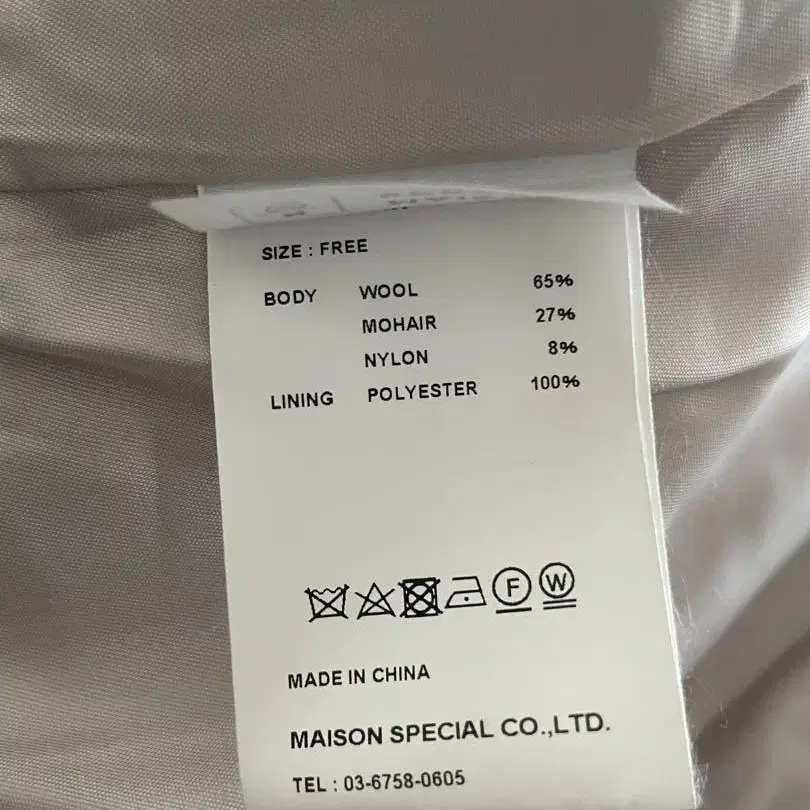 SIZE : FREE
BODY WOOL 65%
MOHAIR 27%
NYLON 8%
LINING POLYESTER 100%
F W
MADE IN CHINA
MAISON SPECIAL CO.,LTD.
TEL : 03-6758-0605